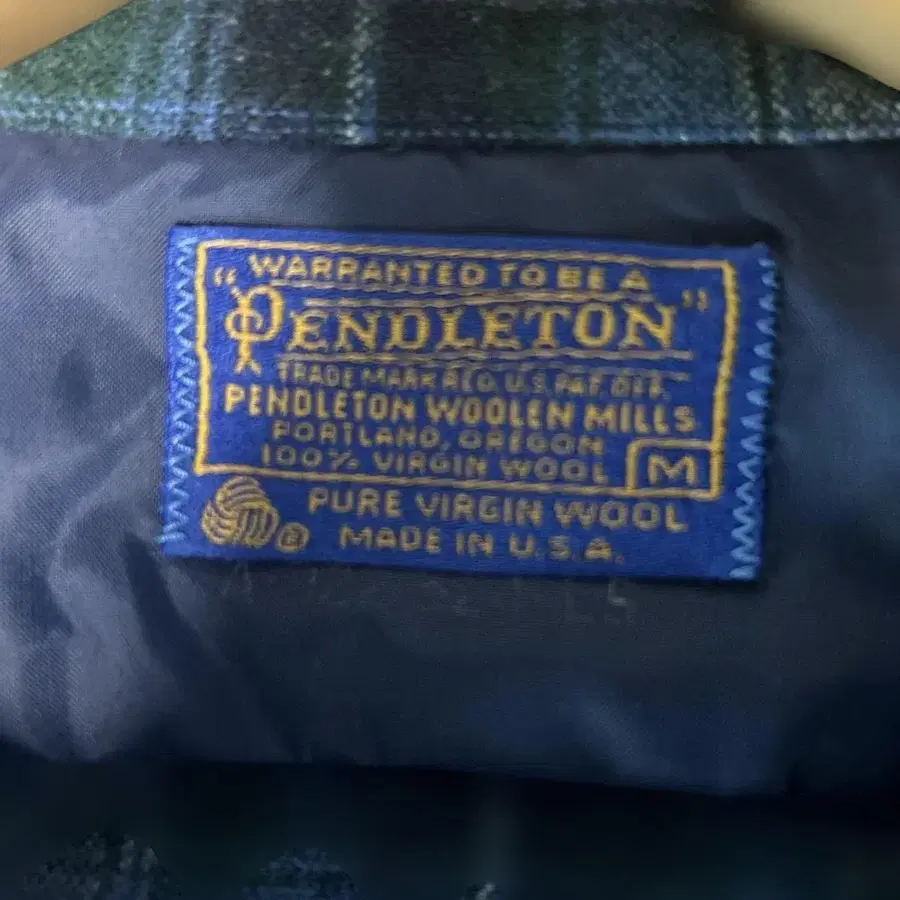 "WARRANTED TO BE A
PENDLETON"
TRADE MARK REG. U.S. PAT. OFF.
PENDLETON WOOLEN MILLS
PORTLAND, OREGON
100% VIRGIN WOOL M
PURE VIRGIN WOOL
® MADE IN U.S.A.